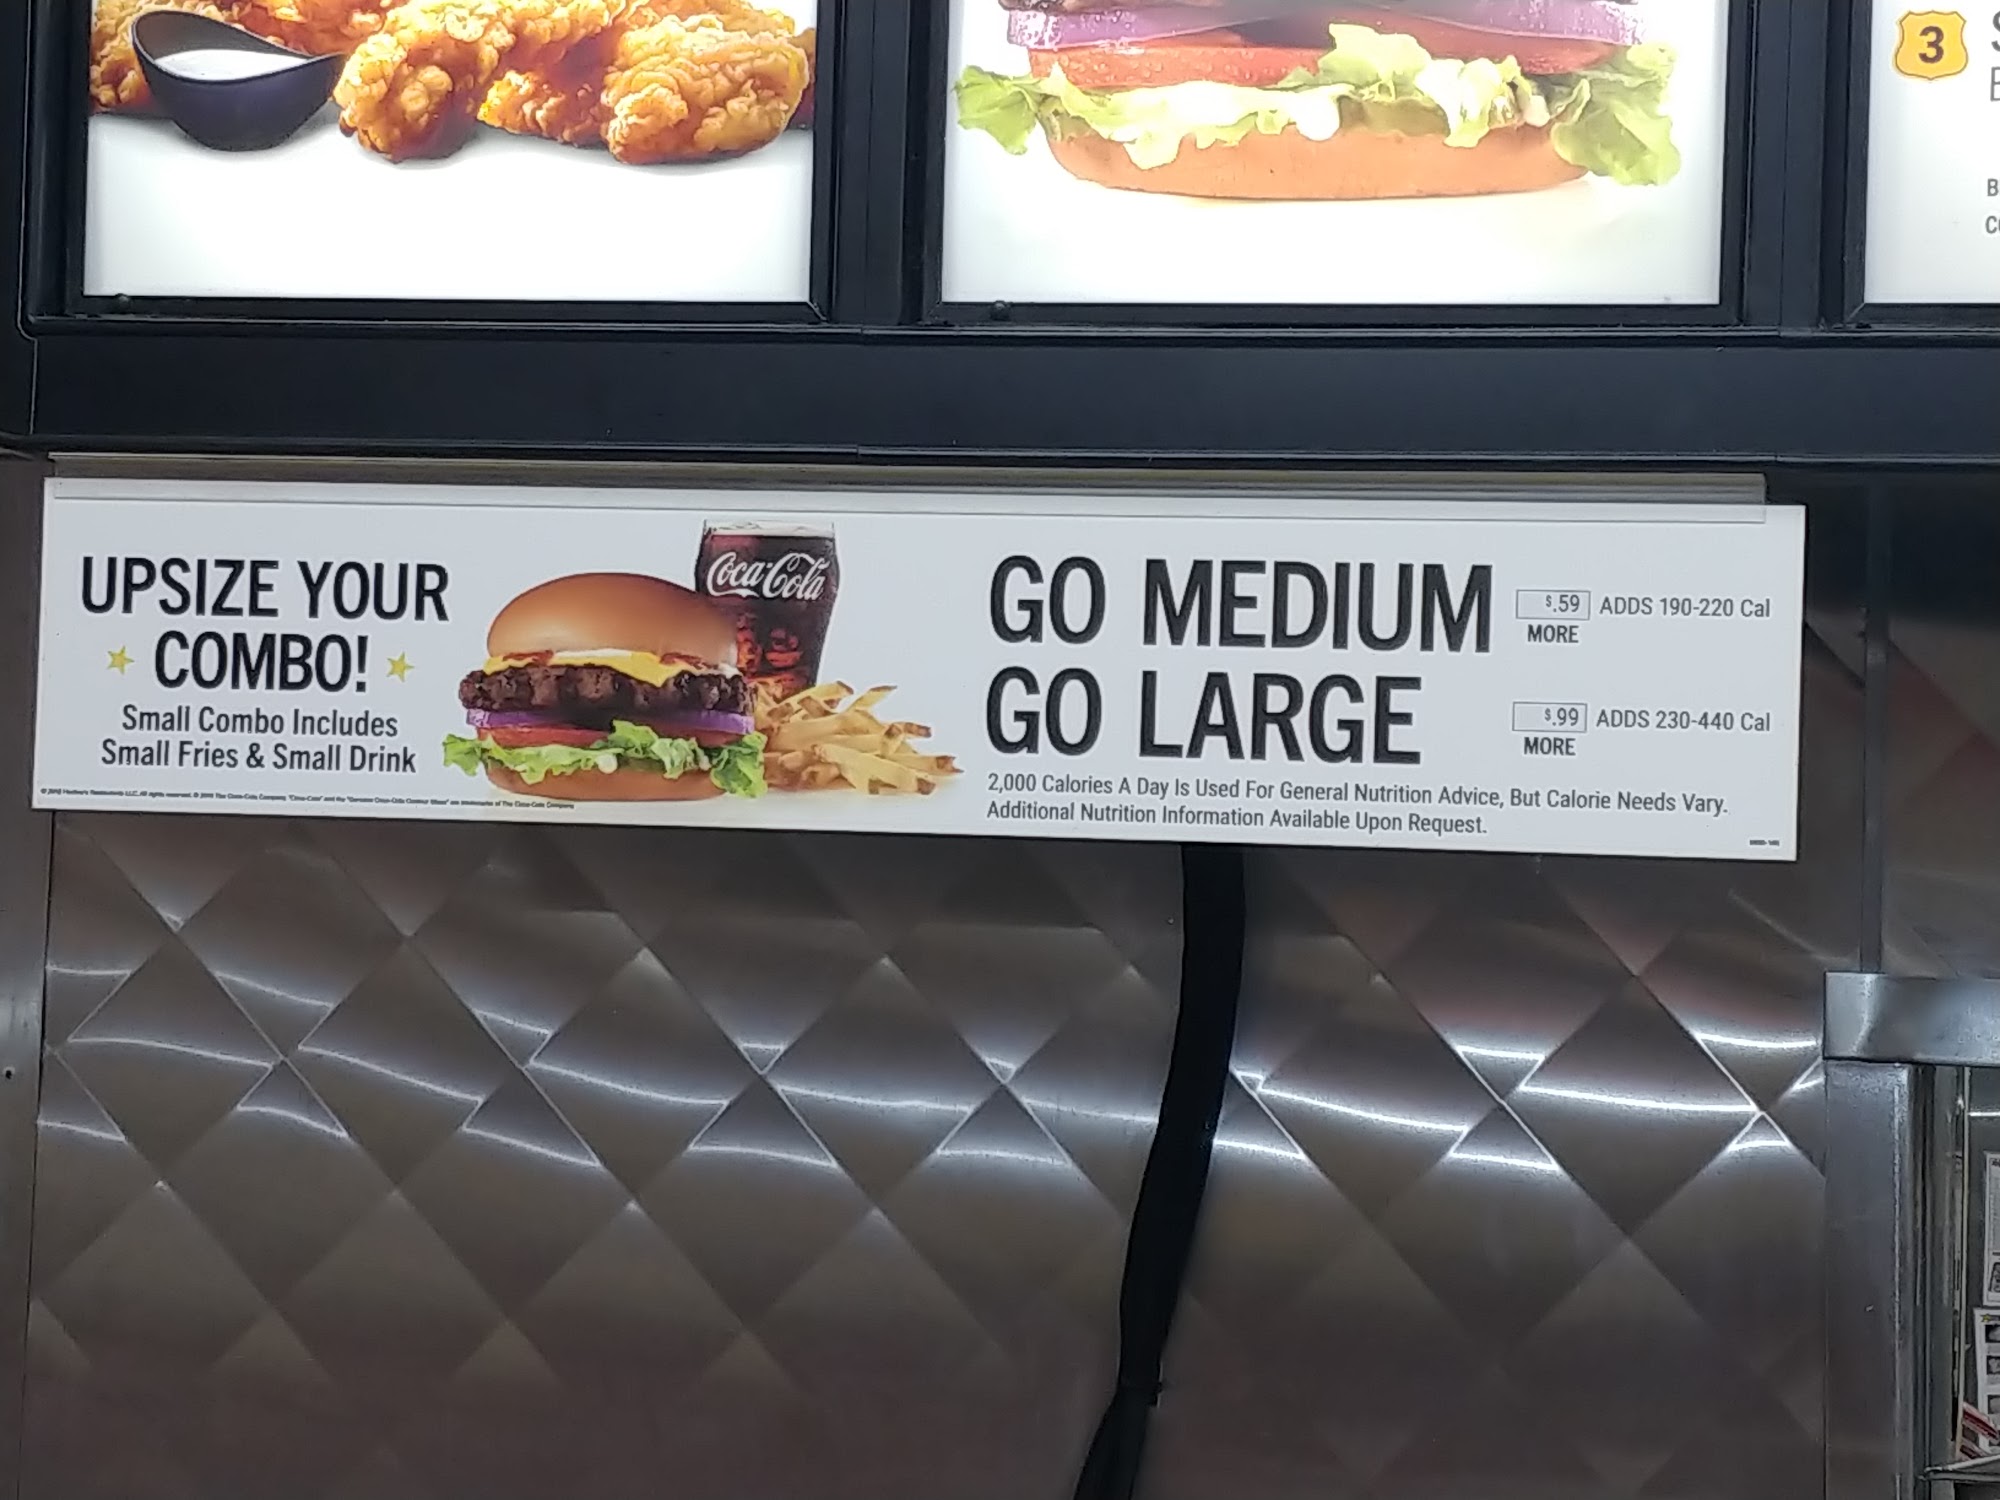 3
UPSIZE YOUR
COMBO!
Small Combo Includes
Small Fries & Small Drink
Coca-Cola
GO MEDIUM
$.59 ADDS 190-220 Cal
MORE
GO LARGE
$.99 ADDS 230-440 Cal
MORE
2,000 Calories A Day Is Used For General Nutrition Advice, But Calorie Needs Vary.
Additional Nutrition Information Available Upon Request.